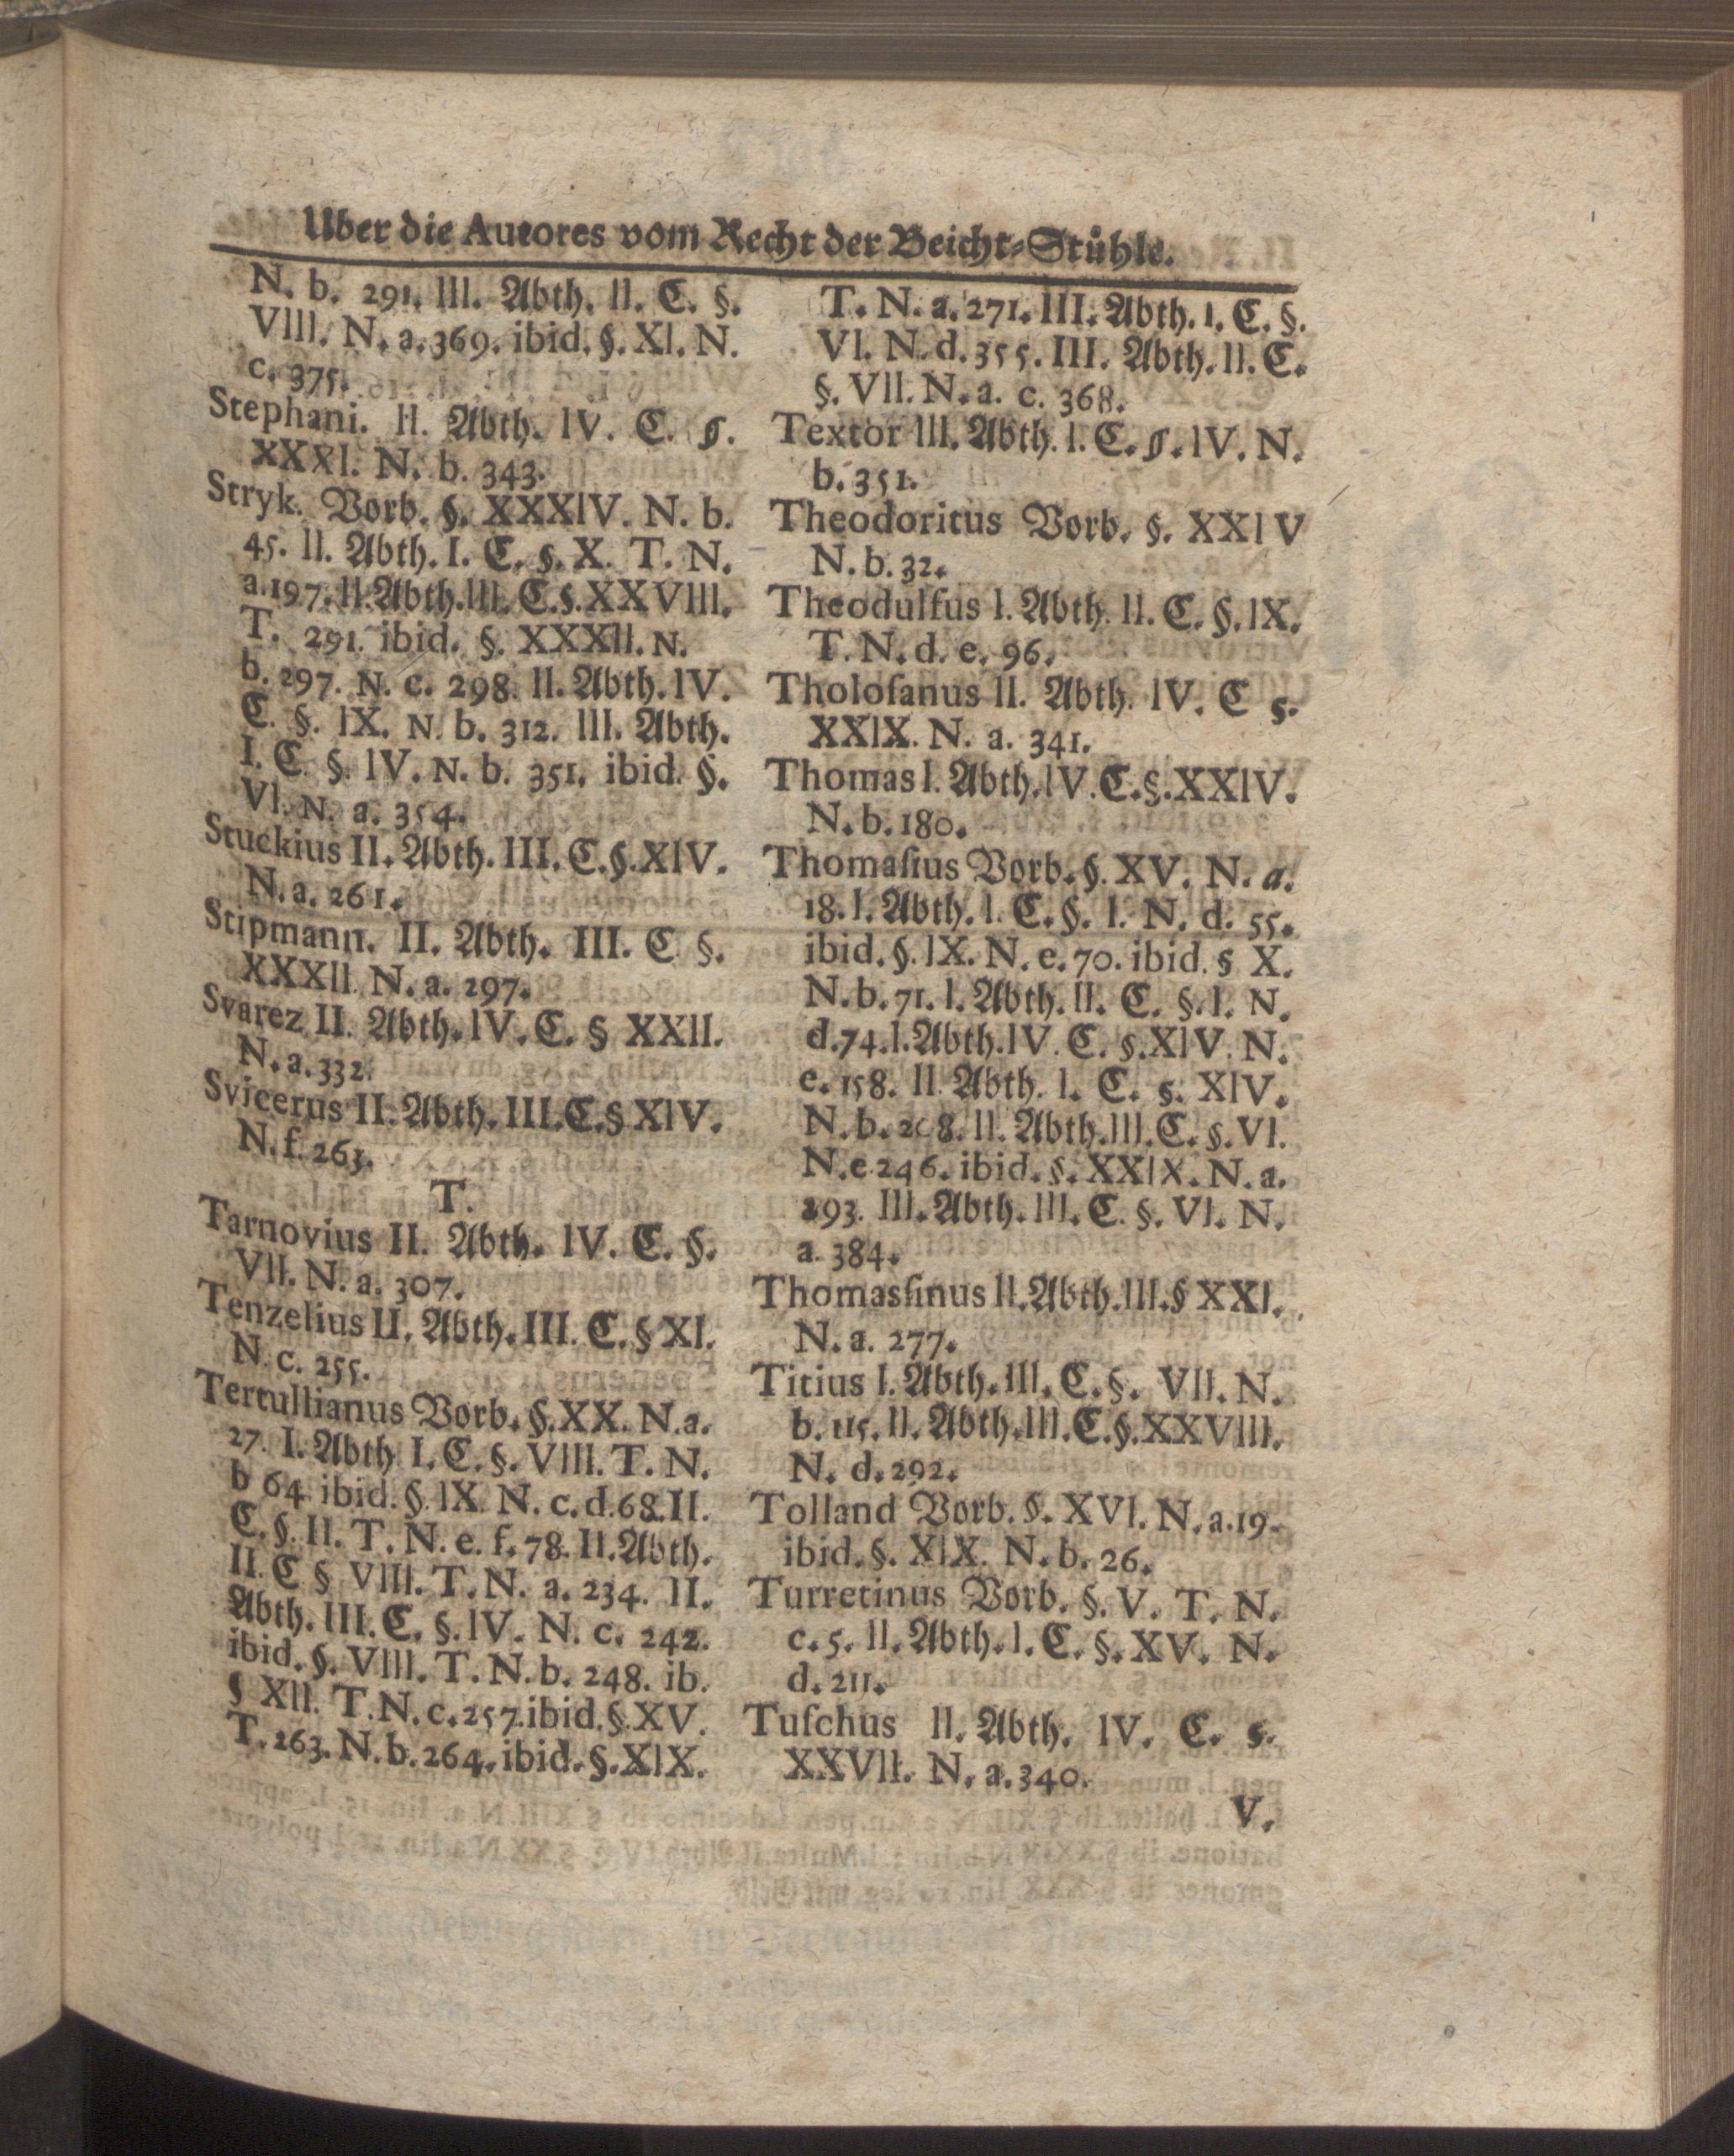 Uber die Autores vom Recht der Beicht-Stühle.
N. b. 291. III. Abth. II. C. §.
VIII. N. a. 369. ibid. §. XI. N.
c. 375.
Stephani. II. Abth. IV. C. §.
XXXI. N. b. 343.
Stryk. Vorb. §. XXXIV. N. b.
45. II. Abth. I. C. §. X. T. N.
a. 197. II. Abth. III. C. §. XXVIII.
T. 291. ibid. §. XXXII. N.
b. 297. N. c. 298. II. Abth. IV.
C. §. IX. N. b. 312. III. Abth.
I. C. §. IV. N. b. 351. ibid. §.
VI. N. a. 354.
Stuckius II. Abth. III. C. §. XIV.
N. a. 261.
Stipmann. II. Abth. III. C §.
XXXII. N. a. 297.
Svarez II. Abth. IV. C. § XXII.
N. a. 332.
Svicerus II. Abth. III. C. § XIV.
N. f. 263.
T.
Tarnovius II. Abth. IV. C. §.
VII. N. a. 307.
Tenzelius II. Abth. III. C. § XI.
N. c. 255.
Tertullianus Vorb. §. XX. N. a.
27. I. Abth I. C. §. VIII. T. N.
b 64. ibid. §. IX. N. c. d. 68. II.
C. §. II. T. N. e. f. 78. II. Abth.
II. C § VIII. T. N. a. 234. II.
Abth. III. C. §. IV. N. c. 242.
ibid. §. VIII. T. N. b. 248. ib.
§ XII. T. N. c. 257. ibid. §. XV.
T. 263. N. b. 264. ibid. §. XIX.
T. N. a. 271. III. Abth. I. C. §.
VI. N. d. 355. III. Abth. II. C.
§. VII. N. a. c. 368.
Textor III. Abth. I. C. §. IV. N.
b. 351.
Theodoritus Vorb. §. XXIV
N. b. 32.
Theodulfus I. Abth. II. C. §. IX.
T. N. d. e. 96.
Tholoſanus II. Abth. IV. C §.
XXIX. N. a. 341.
Thomas I. Abth. IV. C. §. XXIV.
N. b. 180.
Thomaſius Vorb. §. XV. N. a.
18. I. Abth. I. C. §. I. N. d. 55.
ibid. §. IX. N. e. 70. ibid. § X.
N. b. 71. I. Abth. II. C. §. I. N.
d. 74. I. Abth. IV. C. §. XIV. N.
e. 158. II. Abth. I. C. §. XIV.
N. b. 208. II. Abth. III. C. §. VI.
N. e 246. ibid. §. XXIX. N. a.
293. III. Abth. III. C. §. VI. N.
a. 384.
Thomasſinus II. Abth. III. § XXI.
N. a. 277.
Titius I. Abth. III. C. §. VII. N.
b. 115. II. Abth. III. C. §. XXVIII.
N. d. 292.
Tolland Vorb. §. XVI. N. a. 19.
ibid. §. XIX. N. b. 26.
Turretinus Vorb. §. V. T. N.
c. 5. II. Abth. I. C. §. XV. N.
d. 211.
Tuſchus II. Abth. IV. C. §.
XXVII. N. a. 340.
V.